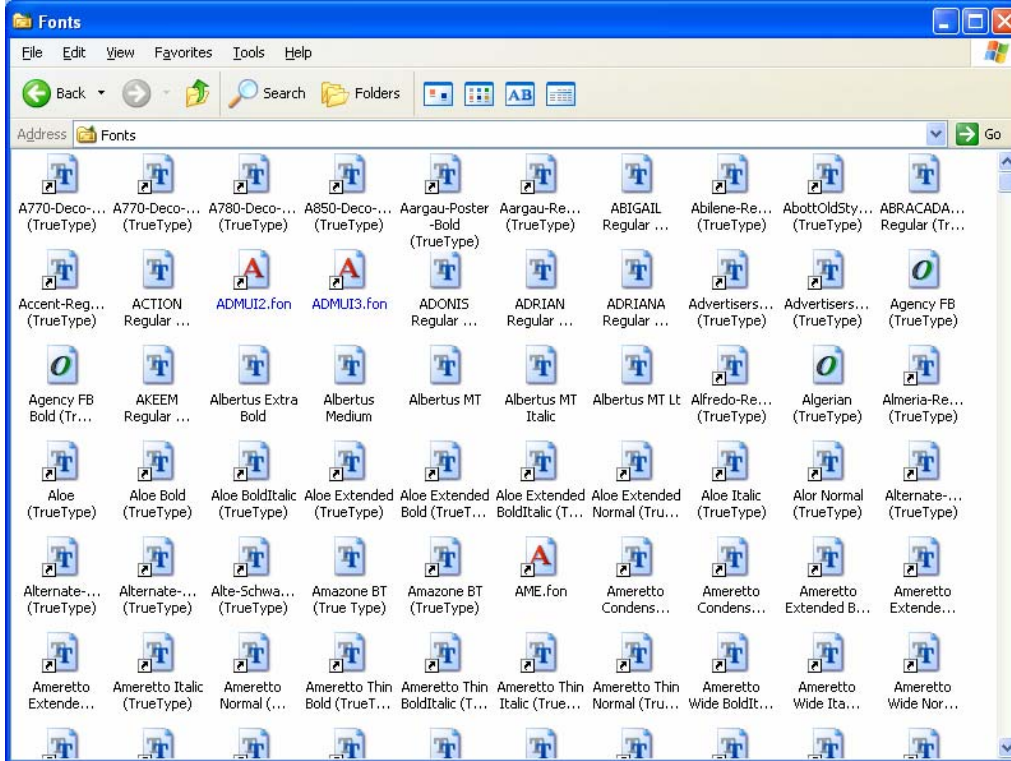 Fonts
File Edit View Favorites Tools Help
Back Search Folders AB
Address Fonts Go
A770-Deco-... A770-Deco-... A780-Deco-... A850-Deco-... Aargau-Poster Aargau-Re... ABIGAIL Abilene-Re... AbottOldSty... ABRACADA...
(TrueType) (TrueType) (TrueType) (TrueType) -Bold (TrueType) Regular ... (TrueType) (TrueType) Regular (Tr...
(TrueType)
Accent-Reg... ACTION ADMUI2.fon ADMUI3.fon ADONIS ADRIAN ADRIANA Advertisers... Advertisers... Agency FB
(TrueType) Regular ... Regular ... Regular ... Regular ... (TrueType) (TrueType) (TrueType)
Agency FB AKEEM Albertus Extra Albertus Albertus MT Albertus MT Albertus MT Lt Alfredo-Re... Algerian Almeria-Re...
Bold (Tr... Regular ... Bold Medium Italic (TrueType) (TrueType) (TrueType)
Aloe Aloe Bold Aloe BoldItalic Aloe Extended Aloe Extended Aloe Extended Aloe Extended Aloe Italic Alor Normal Alternate-...
(TrueType) (TrueType) (TrueType) (TrueType) Bold (TrueT... BoldItalic (T... Normal (Tru... (TrueType) (TrueType) (TrueType)
Alternate-... Alternate-... Alte-Schwa... Amazone BT Amazone BT AME.fon Ameretto Ameretto Ameretto Ameretto
(TrueType) (TrueType) (TrueType) (True Type) (TrueType) Condens... Condens... Extended B... Extende...
Ameretto Ameretto Italic Ameretto Ameretto Thin Ameretto Thin Ameretto Thin Ameretto Thin Ameretto Ameretto Ameretto
Extende... (TrueType) Normal (... Bold (TrueT... BoldItalic (T... Italic (True... Normal (Tru... Wide BoldIt... Wide Ita... Wide Nor...